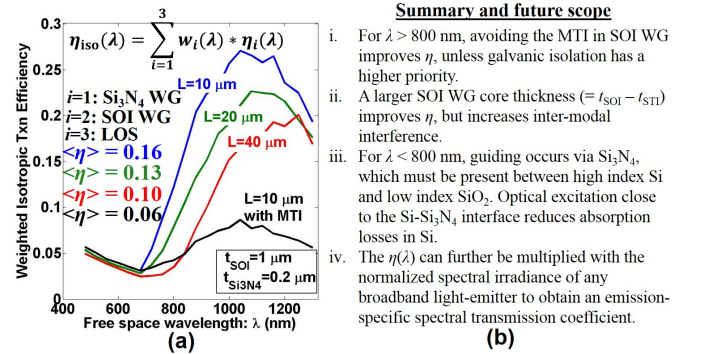 0.3
0.25
0.2
0.15
0.1
0.05
0
400
600
800
1000
1200
Weighted Isotropic Txn Efficiency
Free space wavelength: λ (nm)
η_iso(λ) = ∑_{i=1}^{3} w_i(λ) * η_i(λ)
i=1: Si₃N₄ WG
i=2: SOI WG
i=3: LOS
<η> = 0.16
<η> = 0.13
<η> = 0.10
<η> = 0.06
L=10 μm
L=20 μm
L=40 μm
L=10 μm
with MTI
t_SOI=1 μm
t_Si3N4=0.2 μm
(a)
Summary and future scope
i. For λ > 800 nm, avoiding the MTI in SOI WG
improves η, unless galvanic isolation has a
higher priority.
ii. A larger SOI WG core thickness (= t_SOI – t_STI)
improves η, but increases inter-modal
interference.
iii. For λ < 800 nm, guiding occurs via Si₃N₄,
which must be present between high index Si
and low index SiO₂. Optical excitation close
to the Si-Si₃N₄ interface reduces absorption
losses in Si.
iv. The η(λ) can further be multiplied with the
normalized spectral irradiance of any
broadband light-emitter to obtain an emission-
specific spectral transmission coefficient.
(b)